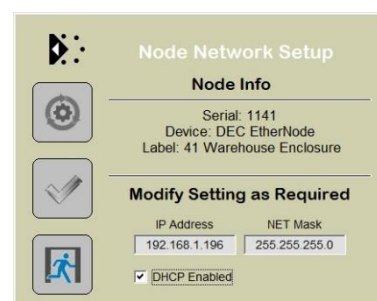 Node Network Setup
Node Info
Serial: 1141
Device: DEC EtherNode
Label: 41 Warehouse Enclosure
Modify Setting as Required
IP Address NET Mask
192.168.1.196 255.255.255.0
DHCP Enabled